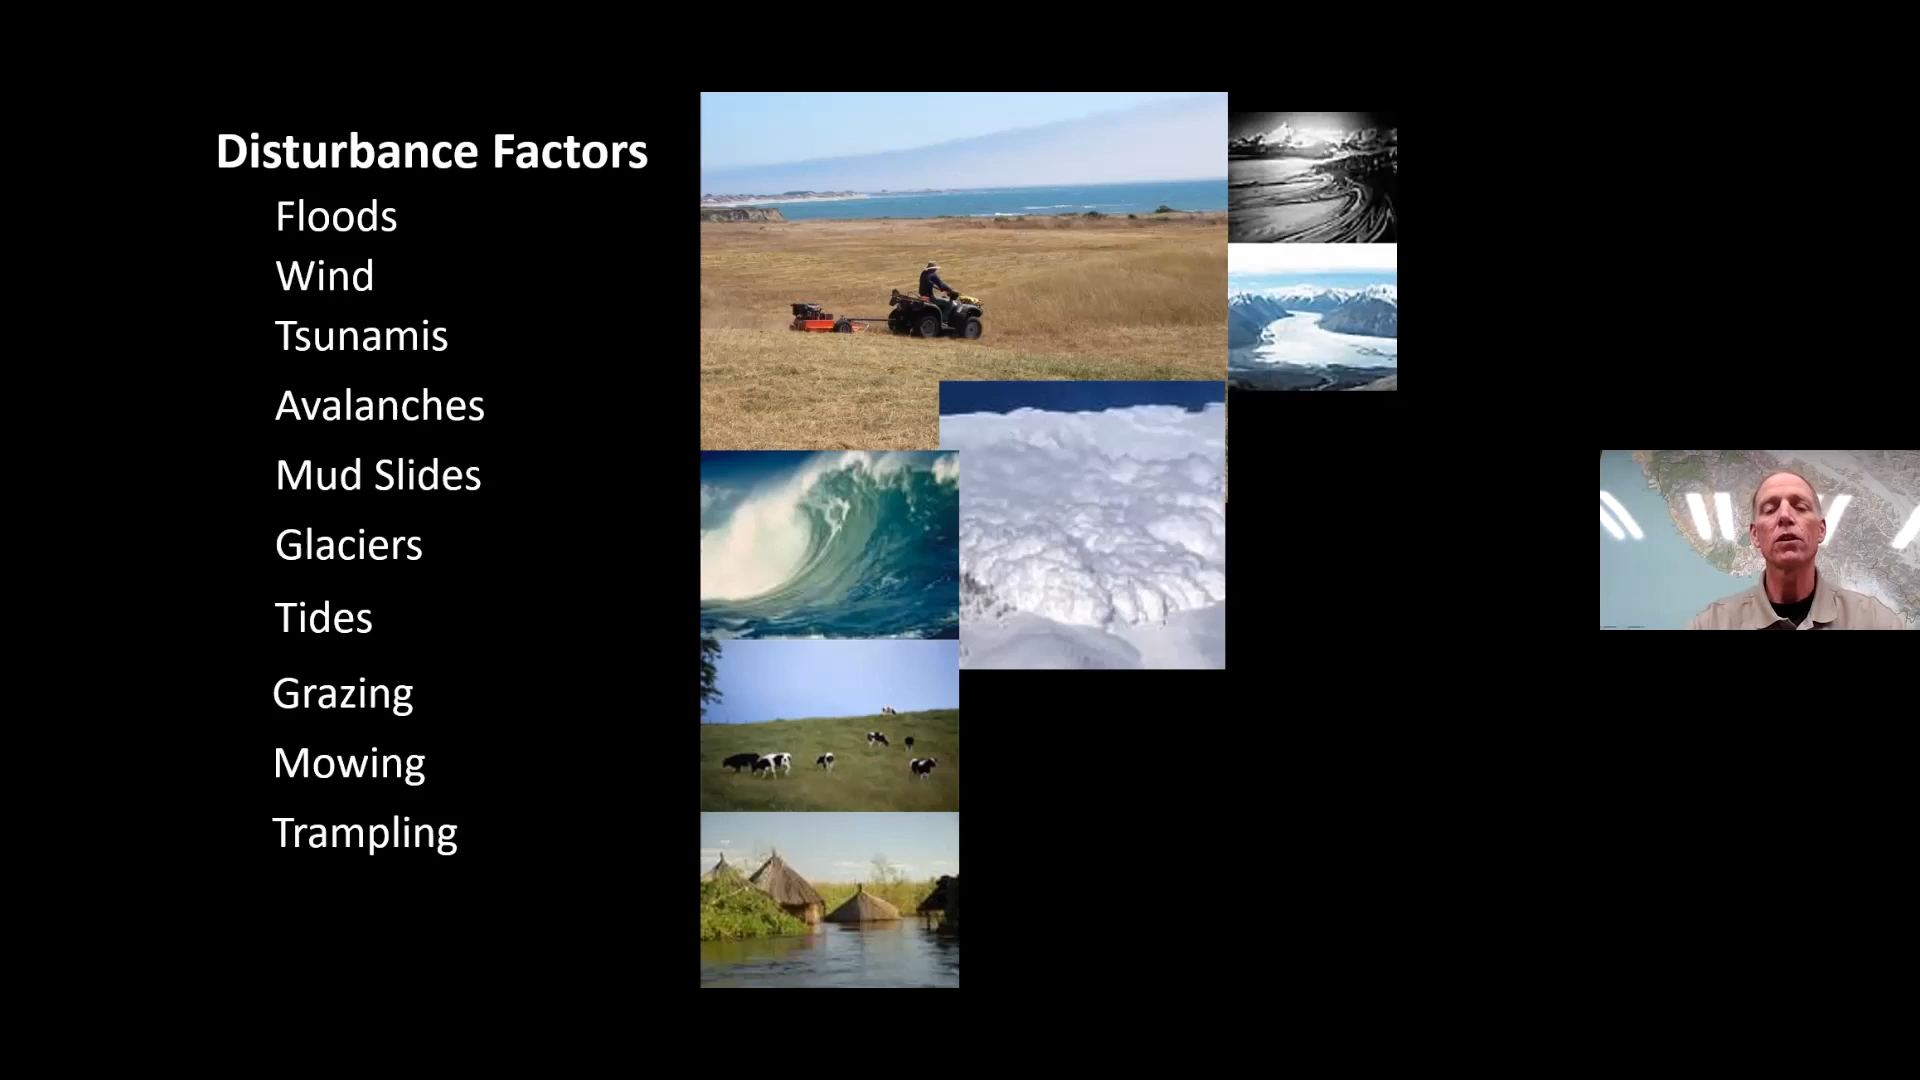 Disturbance Factors
Floods
Wind
Tsunamis
Avalanches
Mud Slides
Glaciers
Tides
Grazing
Mowing
Trampling